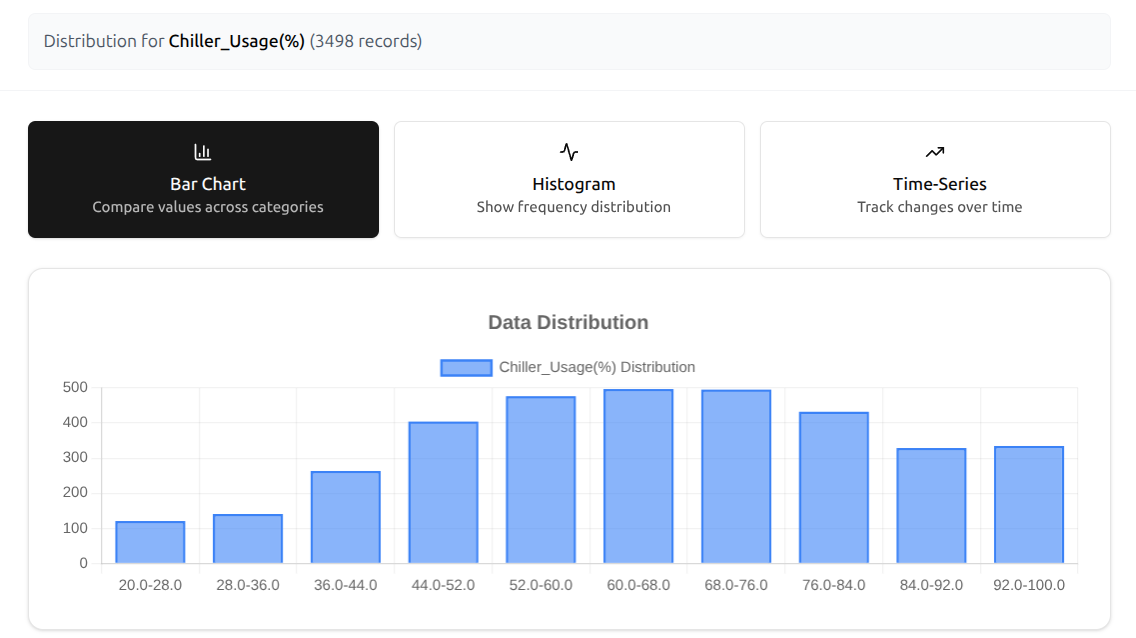 Distribution for Chiller_Usage(%) (3498 records)
Bar Chart
Compare values across categories
Histogram
Show frequency distribution
Time-Series
Track changes over time
Data Distribution
Chiller_Usage(%) Distribution
500
400
300
200
100
0
20.0-28.0 28.0-36.0 36.0-44.0 44.0-52.0 52.0-60.0 60.0-68.0 68.0-76.0 76.0-84.0 84.0-92.0 92.0-100.0